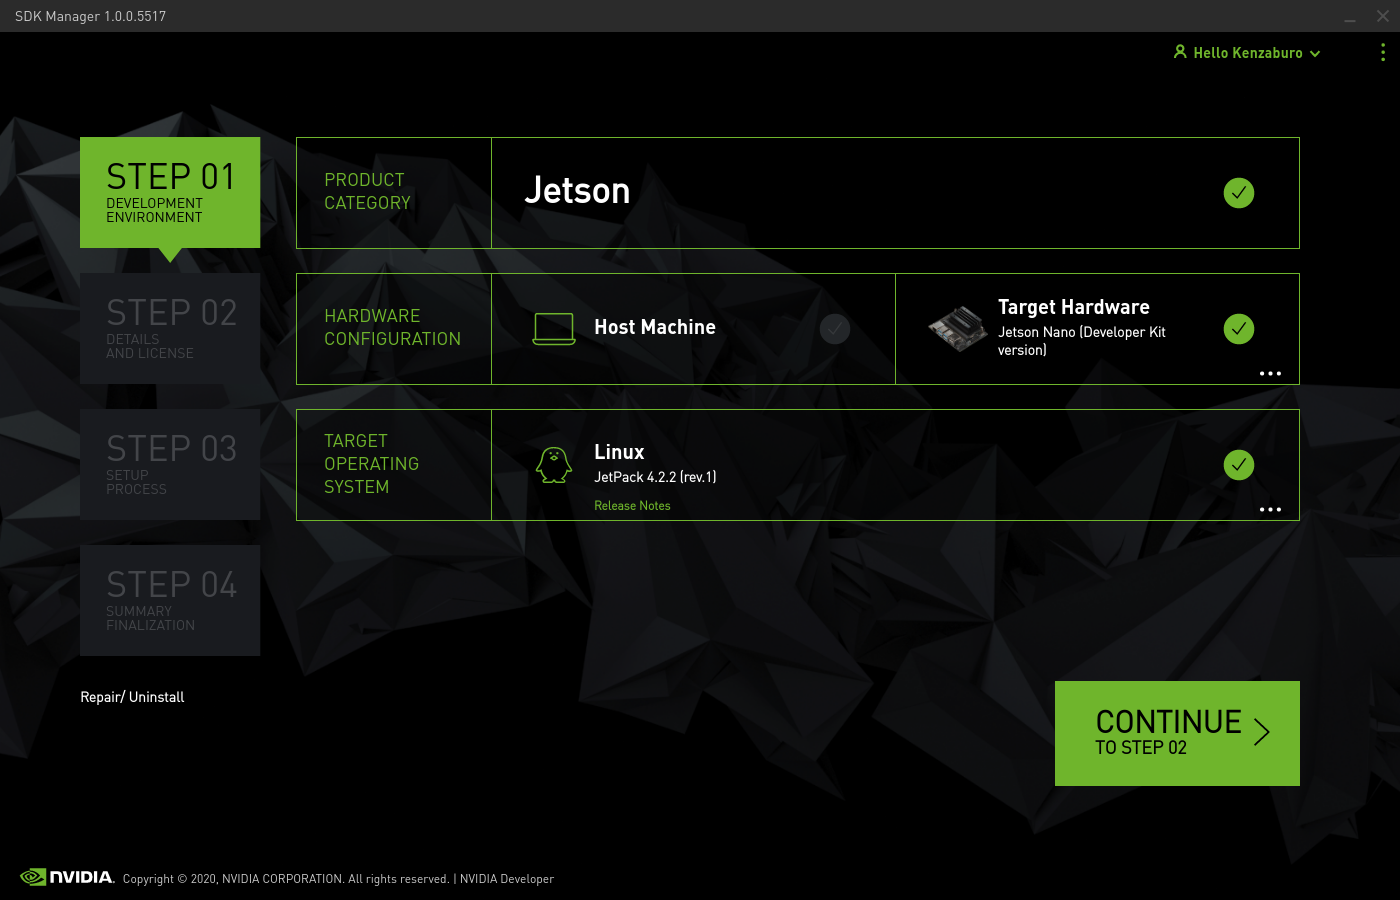 SDK Manager 1.0.0.5517
Hello Kenzaburo
STEP 01
DEVELOPMENT
ENVIRONMENT
PRODUCT
CATEGORY
Jetson
STEP 02
DETAILS
AND LICENSE
HARDWARE
CONFIGURATION
Host Machine
Target Hardware
Jetson Nano (Developer Kit
version)
STEP 03
SETUP
PROCESS
TARGET
OPERATING
SYSTEM
Linux
JetPack 4.2.2 (rev.1)
Release Notes
STEP 04
SUMMARY
FINALIZATION
Repair/ Uninstall
CONTINUE
TO STEP 02
NVIDIA. Copyright © 2020, NVIDIA CORPORATION. All rights reserved. | NVIDIA Developer